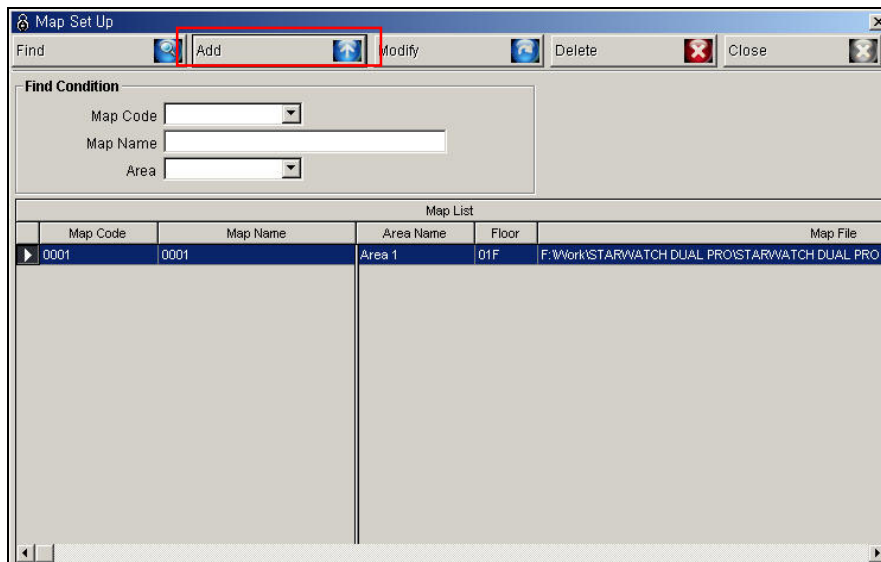 Map Set Up
Find Add Modify Delete Close
Find Condition
Map Code
Map Name
Area
Map List
Map Code Map Name Area Name Floor Map File
0001 0001 Area 1 01F F:\Work\STARWATCH DUAL PRO\STARWATCH DUAL PRO